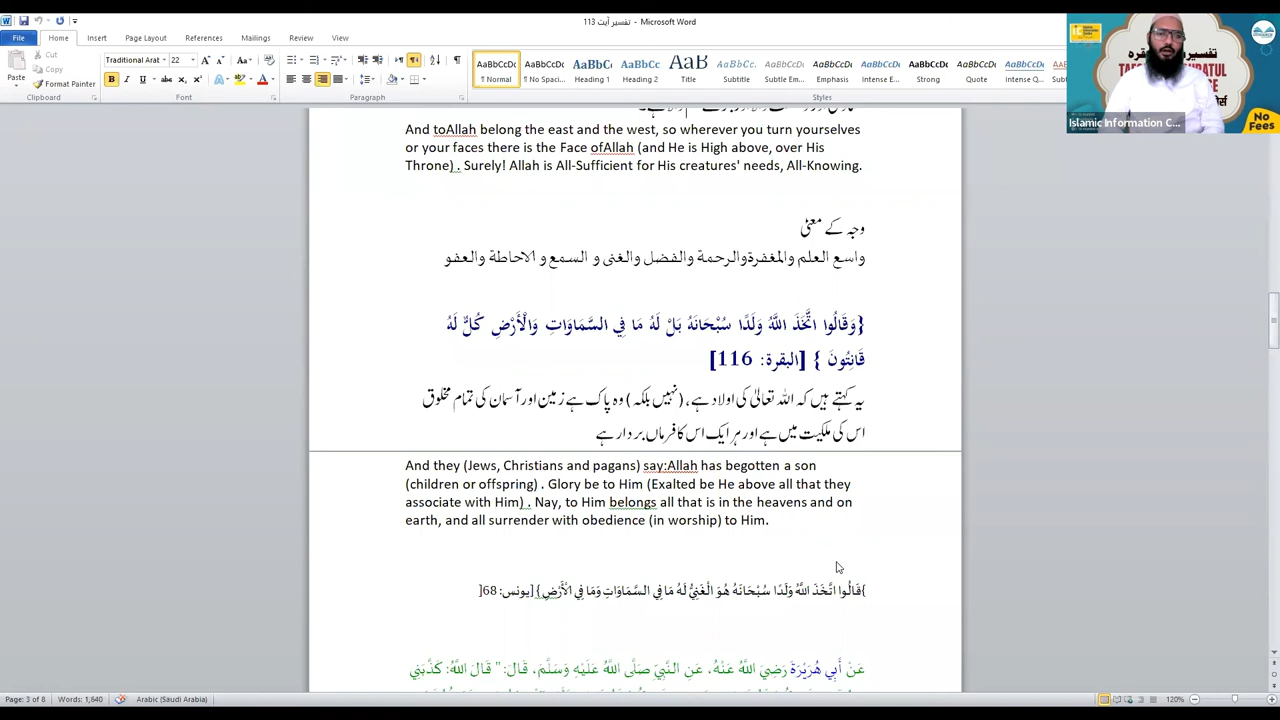 تفسير آيت 113 - Microsoft Word
File Home Insert Page Layout References Mailings Review View
Cut
Copy
Format Painter
Paste
Clipboard
Traditional Arat 22
Font
Paragraph
AaBbCcDc AaBbCcDc AaBbCc AaBbCc AaB AaBbCc AaBbCcDc AaBbCcDc AaBbCcDc AaBbCcDc AaBbCcDc AaBbCcDc
¶ Normal ¶ No Spaci... Heading 1 Heading 2 Title Subtitle Subtle Em... Emphasis Intense E... Strong Quote Intense Q...
Styles
Islamic Information C...
No
Fees
And toAllah belong the east and the west, so wherever you turn yourselves
or your faces there is the Face ofAllah (and He is High above, over His
Throne) . Surely! Allah is All-Sufficient for His creatures' needs, All-Knowing.
وجہ کے معنی
واسع العلم والمغفرةوالرحمة والفضل والغنى و السمع و الاحاطة والعفو
{وَقَالُوا اتَّخَذَ اللَّهُ وَلَدًا سُبْحَانَهُ بَلْ لَهُ مَا فِي السَّمَاوَاتِ وَالْأَرْضِ كُلٌّ لَهُ
قَانِتُونَ } [البقرة: 116]
یہ کہتے ہیں کہ اللہ تعالیٰ کی اولاد ہے، (نہیں بلکہ) وہ پاک ہے زمین اور آسمان کی تمام مخلوق
اس کی ملکیت میں ہے اور ہر ایک اس کا فرماں بردار ہے
And they (Jews, Christians and pagans) say:Allah has begotten a son
(children or offspring) . Glory be to Him (Exalted be He above all that they
associate with Him) . Nay, to Him belongs all that is in the heavens and on
earth, and all surrender with obedience (in worship) to Him.
}قَالُوا اتَّخَذَ اللَّهُ وَلَدًا سُبْحَانَهُ هُوَ الْغَنِيُّ لَهُ مَا فِي السَّمَاوَاتِ وَمَا فِي الْأَرْضِ{ [يونس: 68[
عَنْ أَبِي هُرَيْرَةَ رَضِيَ اللَّهُ عَنْهُ، عَنِ النَّبِيِّ صَلَّى اللَّهُ عَلَيْهِ وَسَلَّمَ، قَالَ: " قَالَ اللَّهُ: كَذَّبَنِي
Page: 3 of 8 Words: 1,640 Arabic (Saudi Arabia) 120%